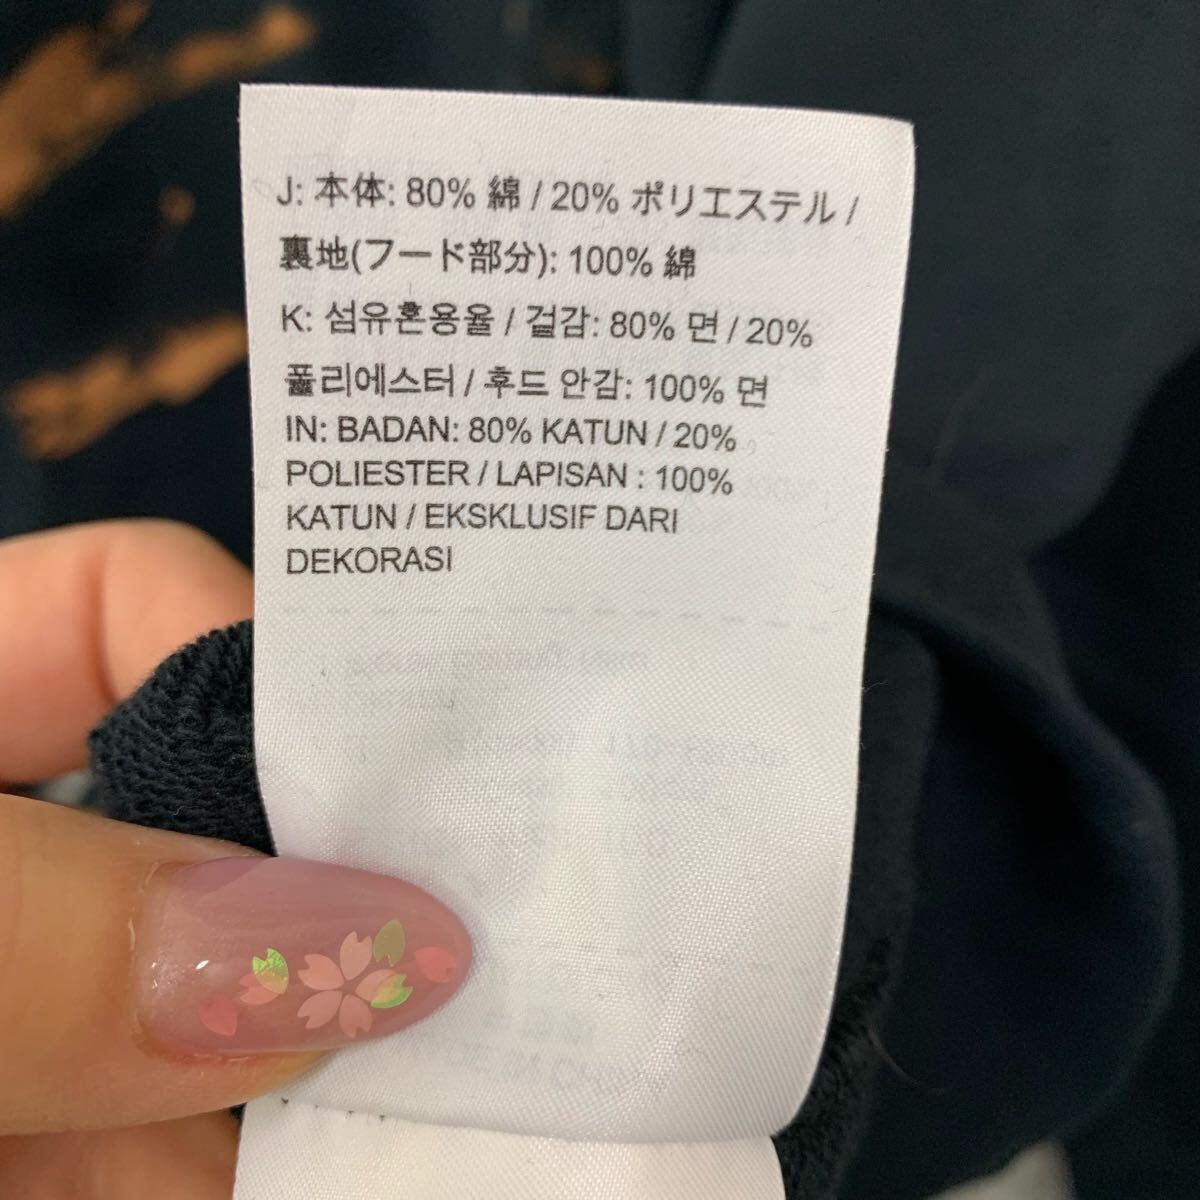 J: 本体: 80% 綿 / 20% ポリエステル /
裏地(フード部分): 100% 綿
K: 섬유혼용율 / 겉감: 80% 면 / 20%
폴리에스터 / 후드 안감: 100% 면
IN: BADAN: 80% KATUN / 20%
POLIESTER / LAPISAN : 100%
KATUN / EKSKLUSIF DARI
DEKORASI